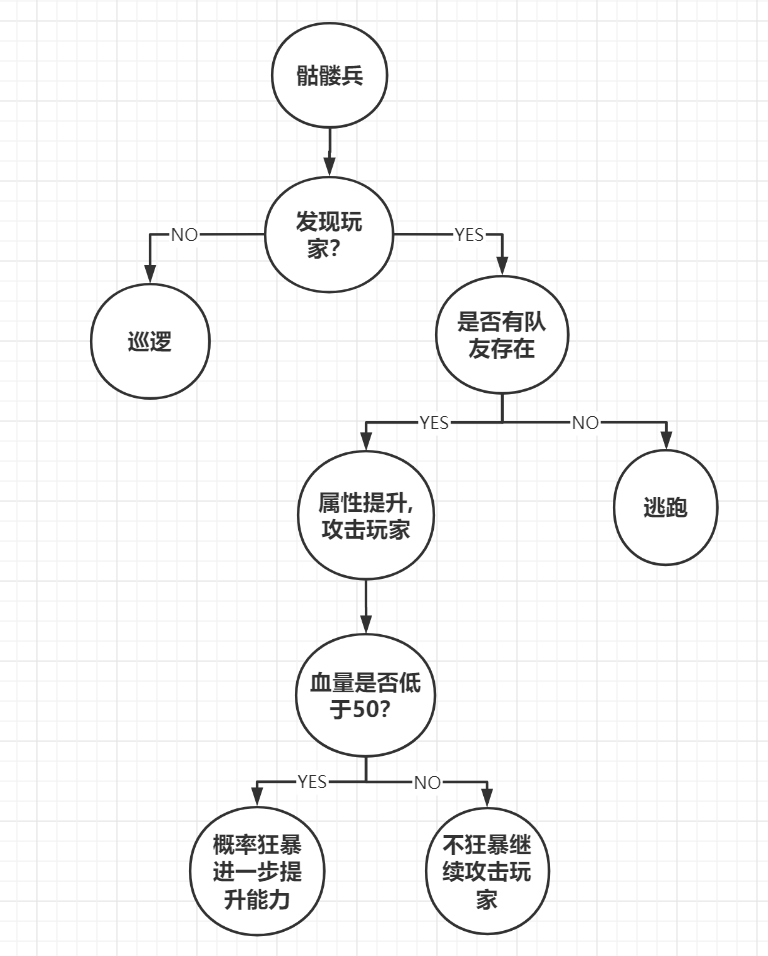 骷髅兵
发现玩
家?
NO
YES
巡逻
是否有队
友存在
YES
NO
属性提升,
攻击玩家
逃跑
血量是否低
于50?
YES
NO
概率狂暴
进一步提
升能力
不狂暴继
续攻击玩
家